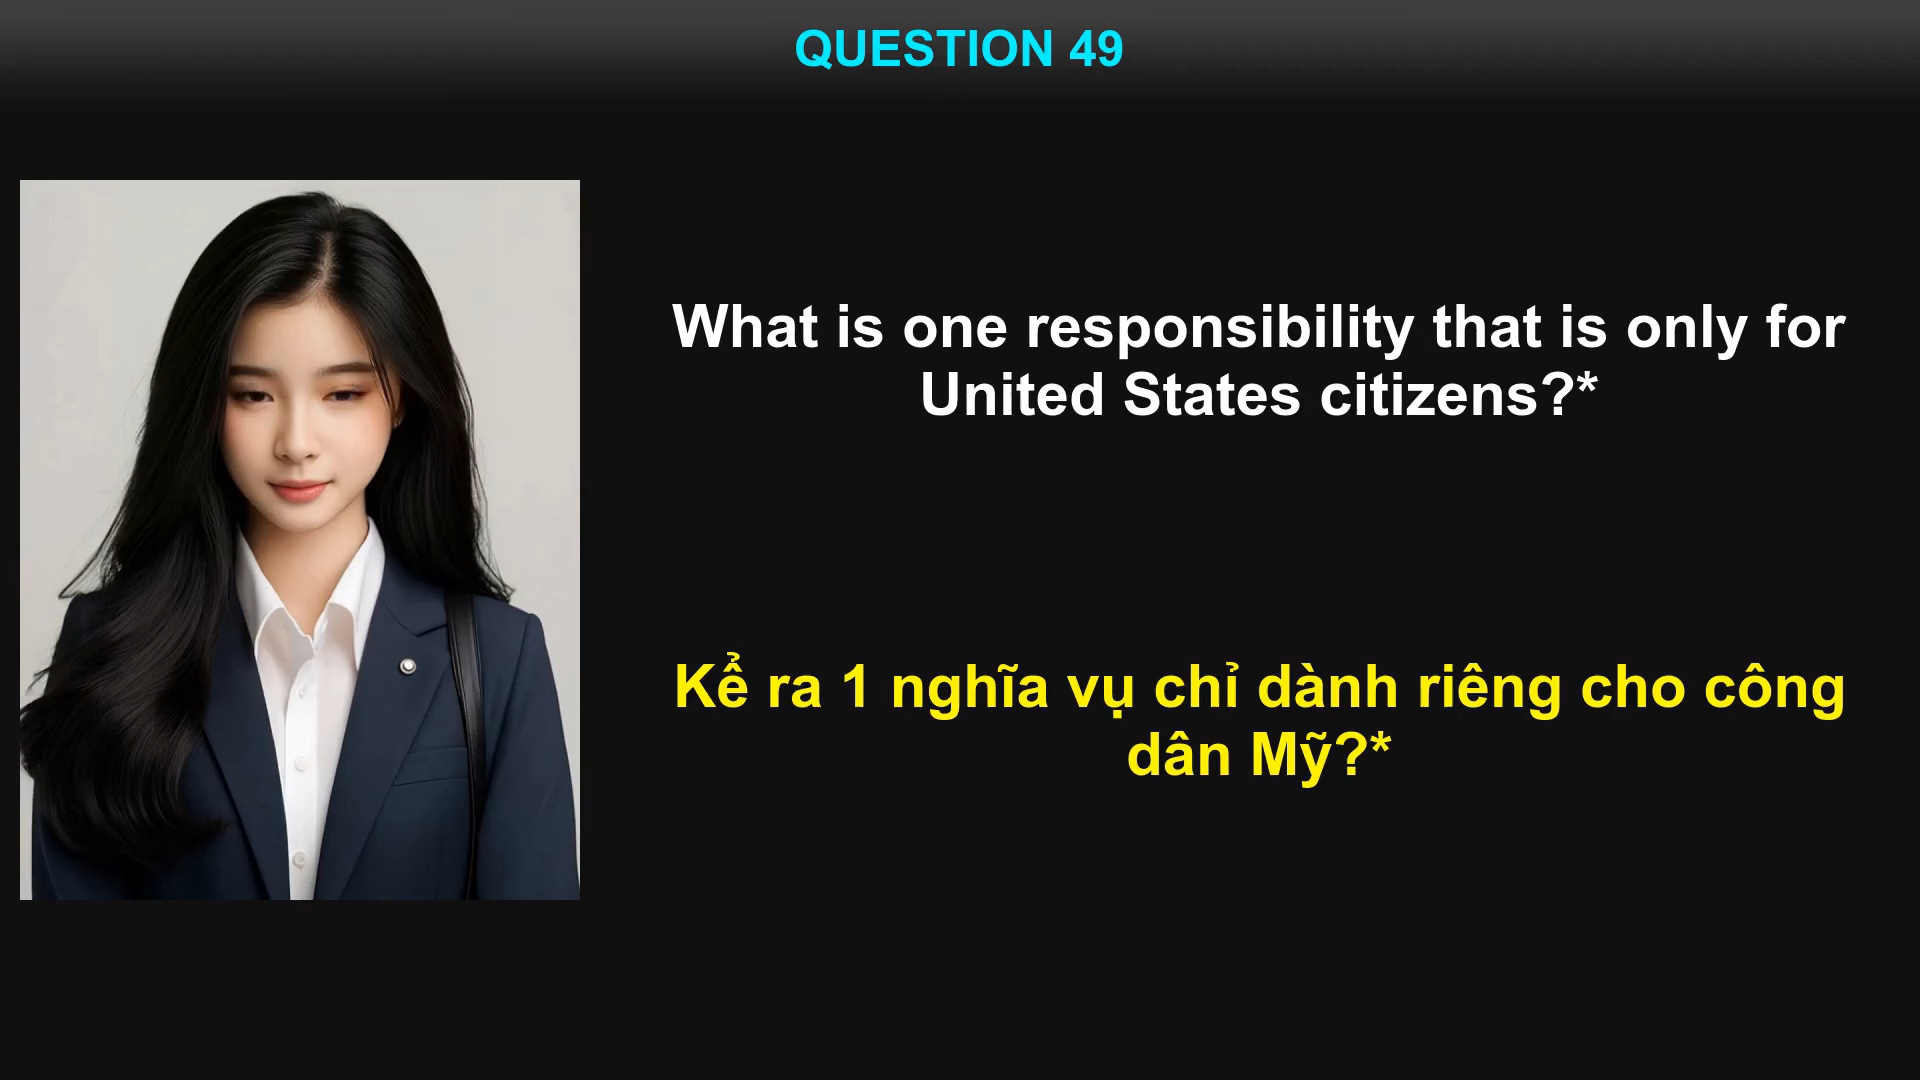 QUESTION 49
What is one responsibility that is only for
United States citizens?*
Kể ra 1 nghĩa vụ chỉ dành riêng cho công
dân Mỹ?*